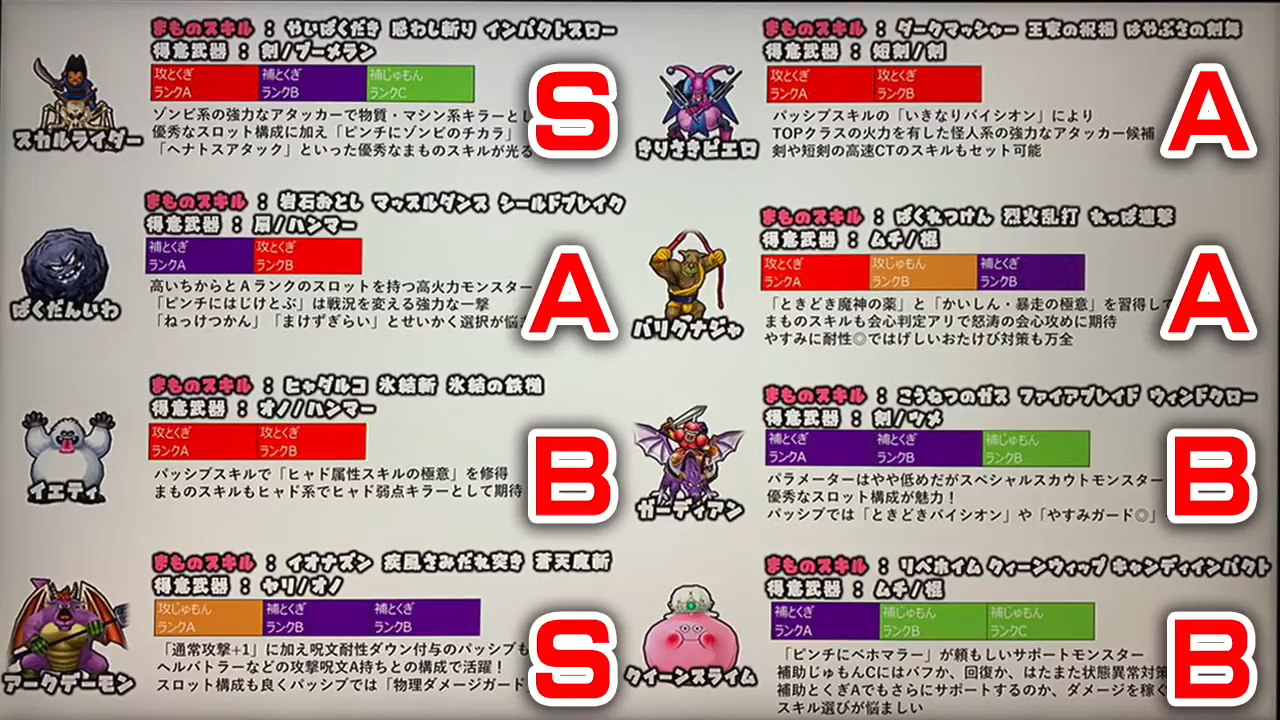 まものスキル : やいばくだき 惑わし斬り インパクトスロー
得意武器 : 剣/ブーメラン
攻とくぎ 補とくぎ 補じゅもん
ランクA ランクB ランクC
ゾンビ系の強力なアタッカーで物質・マシン系キラーとし
優秀なスロット構成に加え「ピンチにゾンビのチカラ」
「ヘナトスアタック」といった優秀なまものスキルが光る
スカルライダー
S
まものスキル : ダークマッシャー 王家の祝福 はやぶさの剣舞
得意武器 : 短剣/剣
攻とくぎ 攻とくぎ
ランクA ランクB
パッシブスキルの「いきなりバイシオン」により
TOPクラスの火力を有した怪人系の強力なアタッカー候補
剣や短剣の高速CTのスキルもセット可能
きりさきピエロ
A
まものスキル : 岩石おとし マッスルダンス シールドブレイク
得意武器 : 扇/ハンマー
補とくぎ 攻とくぎ
ランクA ランクB
高いちからとAランクのスロットを持つ高火力モンスター
「ピンチにはじけとぶ」は戦況を変える強力な一撃
「ねっけつかん」「まけずぎらい」とせいかく選択が悩ま
ばくだんいわ
A
まものスキル : ばくれつけん 烈火乱打 れっぱ連撃
得意武器 : ムチ/棍
攻とくぎ 攻じゅもん 補とくぎ
ランクA ランクB ランクB
「ときどき魔神の薬」と「かいしん・暴走の極意」を習得して
まものスキルも会心判定アリで怒涛の会心攻めに期待
やすみに耐性◎ではげしいおたけび対策も万全
バリクナジャ
A
まものスキル : ヒャダルコ 氷結斬 氷結の鉄槌
得意武器 : オノ/ハンマー
攻とくぎ 攻とくぎ
ランクA ランクB
パッシブスキルで「ヒャド属性スキルの極意」を修得
まものスキルもヒャド系でヒャド弱点キラーとして期待
イエティ
B
まものスキル : こうねつのガス ファイアブレイド ウィンドクロー
得意武器 : 剣/ツメ
補とくぎ 補とくぎ 補じゅもん
ランクA ランクB ランクB
パラメーターはやや低めだがスペシャルスカウトモンスター
優秀なスロット構成が魅力！
パッシブでは「ときどきバイシオン」や「やすみガード◎」
ガーディアン
B
まものスキル : イオナズン 疾風さみだれ突き 蒼天魔斬
得意武器 : ヤリ/オノ
攻じゅもん 補とくぎ 補とくぎ
ランクA ランクB ランクB
「通常攻撃+1」に加え呪文耐性ダウン付与のパッシブも
ヘルバトラーなどの攻撃呪文A持ちとの構成で活躍！
スロット構成も良くパッシブでは「物理ダメージガード
アークデーモン
S
まものスキル : リベホイム クィーンウィップ キャンディインパクト
得意武器 : ムチ/棍
補とくぎ 補じゅもん 補じゅもん
ランクA ランクB ランクC
「ピンチにベホマラー」が頼もしいサポートモンスター
補助じゅもんCにはバフか、回復か、はたまた状態異常対策
補助とくぎAでもさらにサポートするのか、ダメージを稼ぐ
スキル選びが悩ましい
クイーンスライム
B